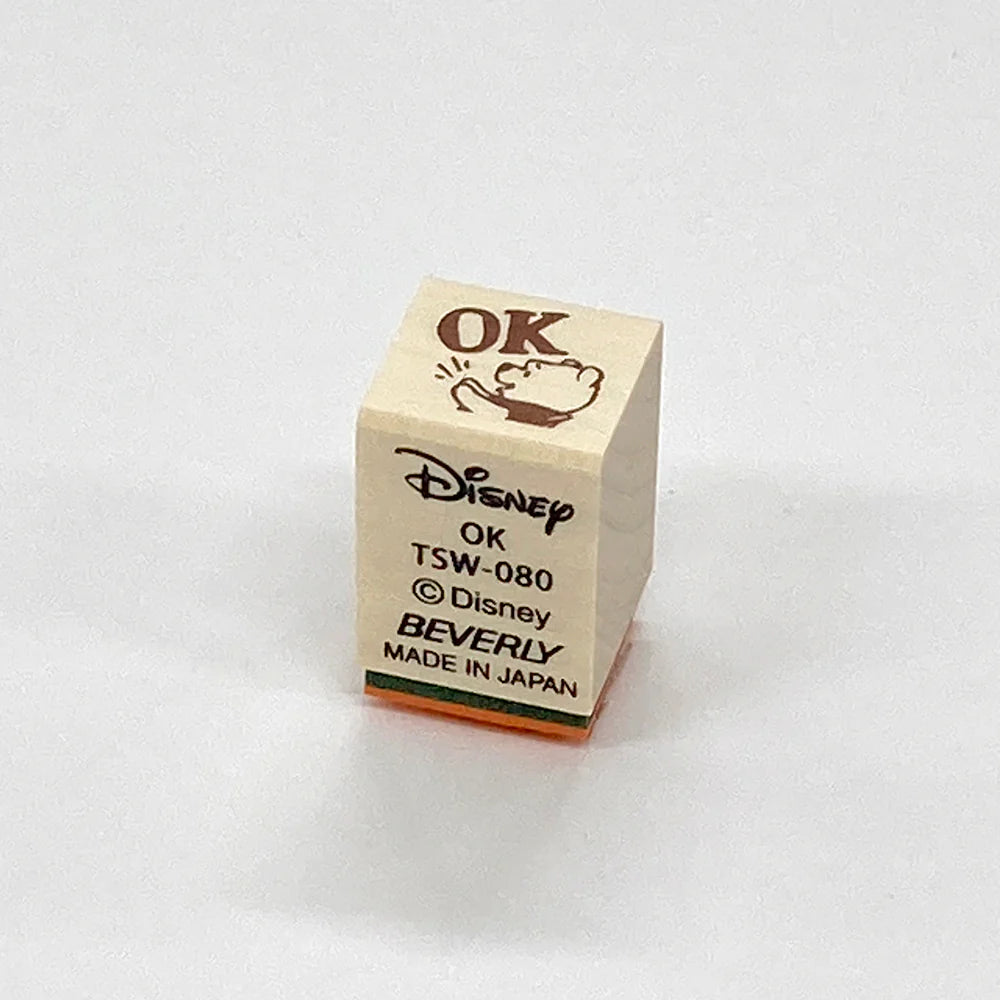 OK
Disney
OK
TSW-080
© Disney
BEVERLY
MADE IN JAPAN